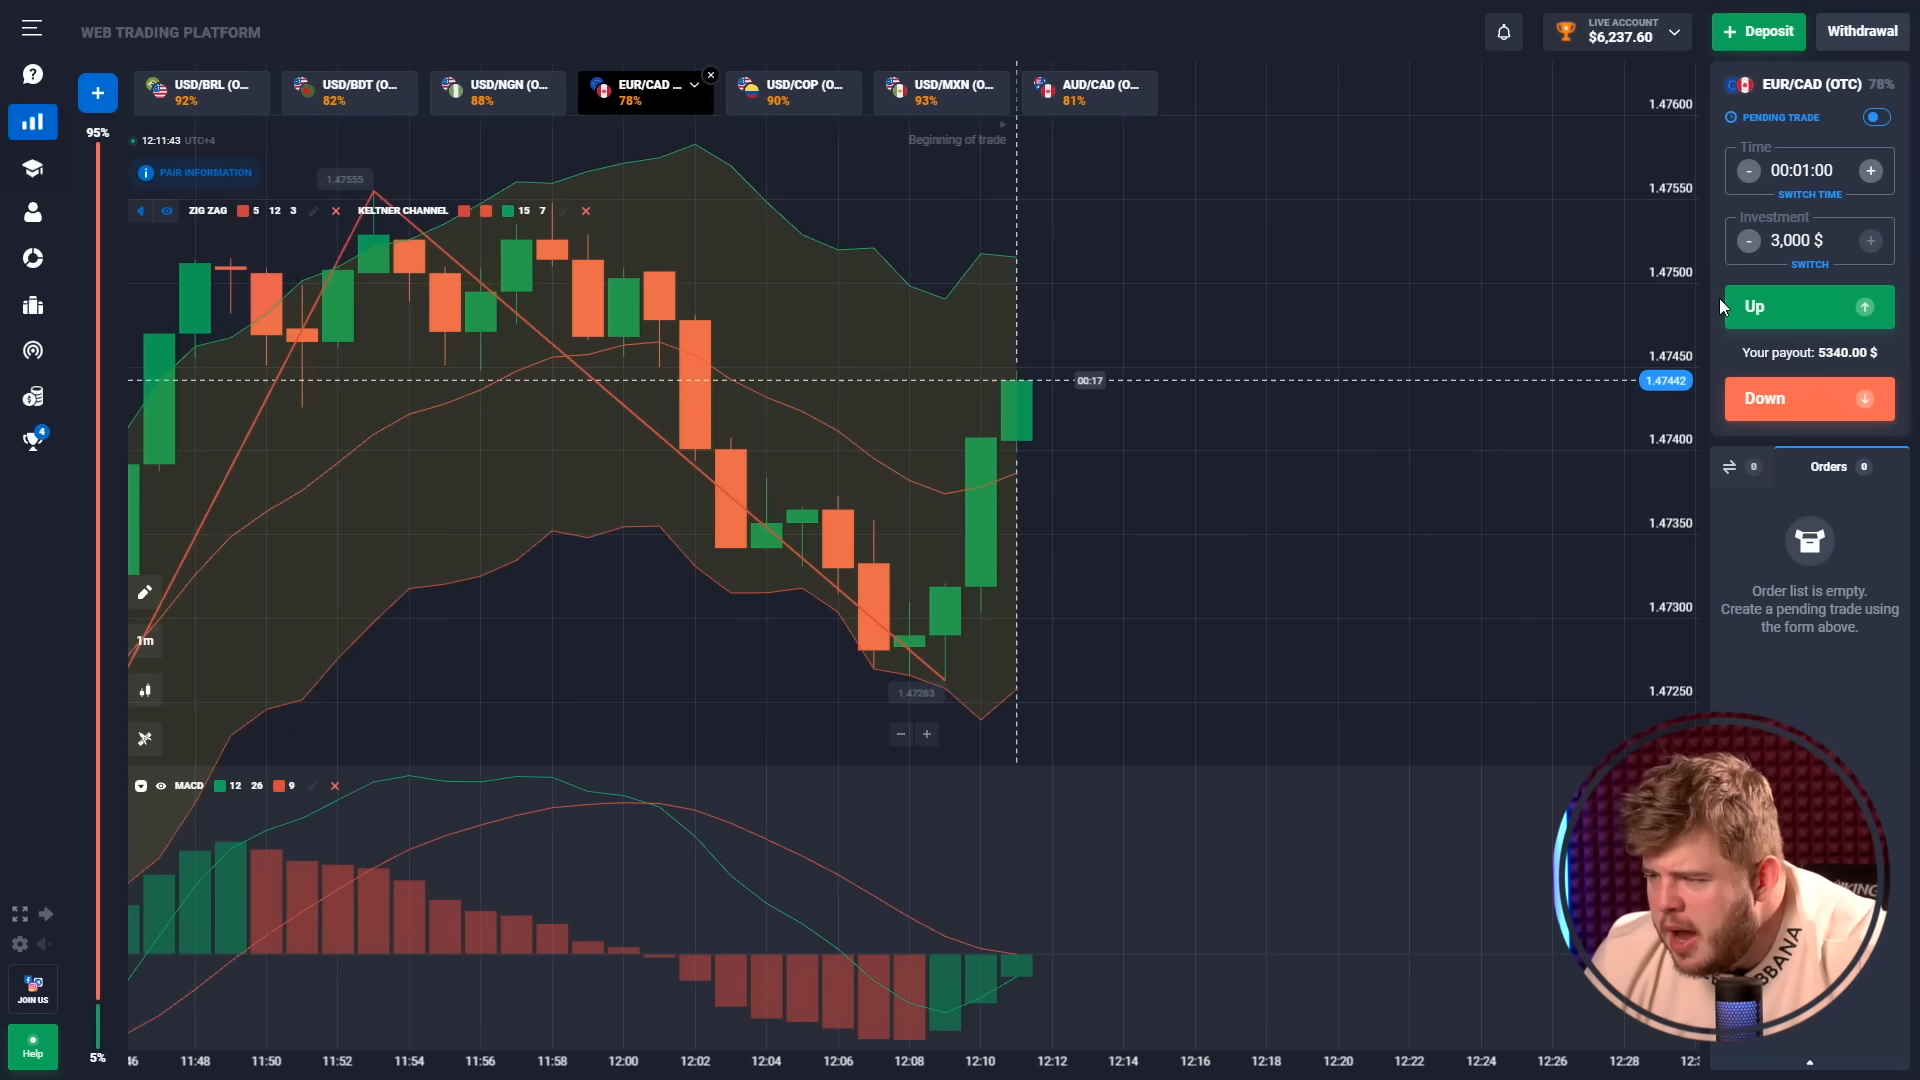 WEB TRADING PLATFORM
LIVE ACCOUNT
$6,237.60
Deposit
Withdrawal
USD/BRL (O...
92%
USD/BDT (O...
82%
USD/NGN (O...
88%
EUR/CAD ...
78%
USD/COP (O...
90%
USD/MXN (O...
93%
AUD/CAD (O...
81%
95%
12:11:43 UTC+4
PAIR INFORMATION
Beginning of trade
1.47555
ZIG ZAG 5 12 3
KELTNER CHANNEL 15 7
1.47600
1.47550
1.47500
1.47450
00:17
1.47442
1.47400
1.47350
1.47300
1.47250
1.47263
1m
MACD 12 26 9
EUR/CAD (OTC) 78%
PENDING TRADE
Time
- 00:01:00 +
SWITCH TIME
Investment
- 3,000 $ +
SWITCH
Up
Your payout: 5340.00 $
Down
0
Orders 0
Order list is empty.
Create a pending trade using
the form above.
4
JOIN US
Help
5%
46 11:48 11:50 11:52 11:54 11:56 11:58 12:00 12:02 12:04 12:06 12:08 12:10 12:12 12:14 12:16 12:18 12:20 12:22 12:24 12:26 12:28